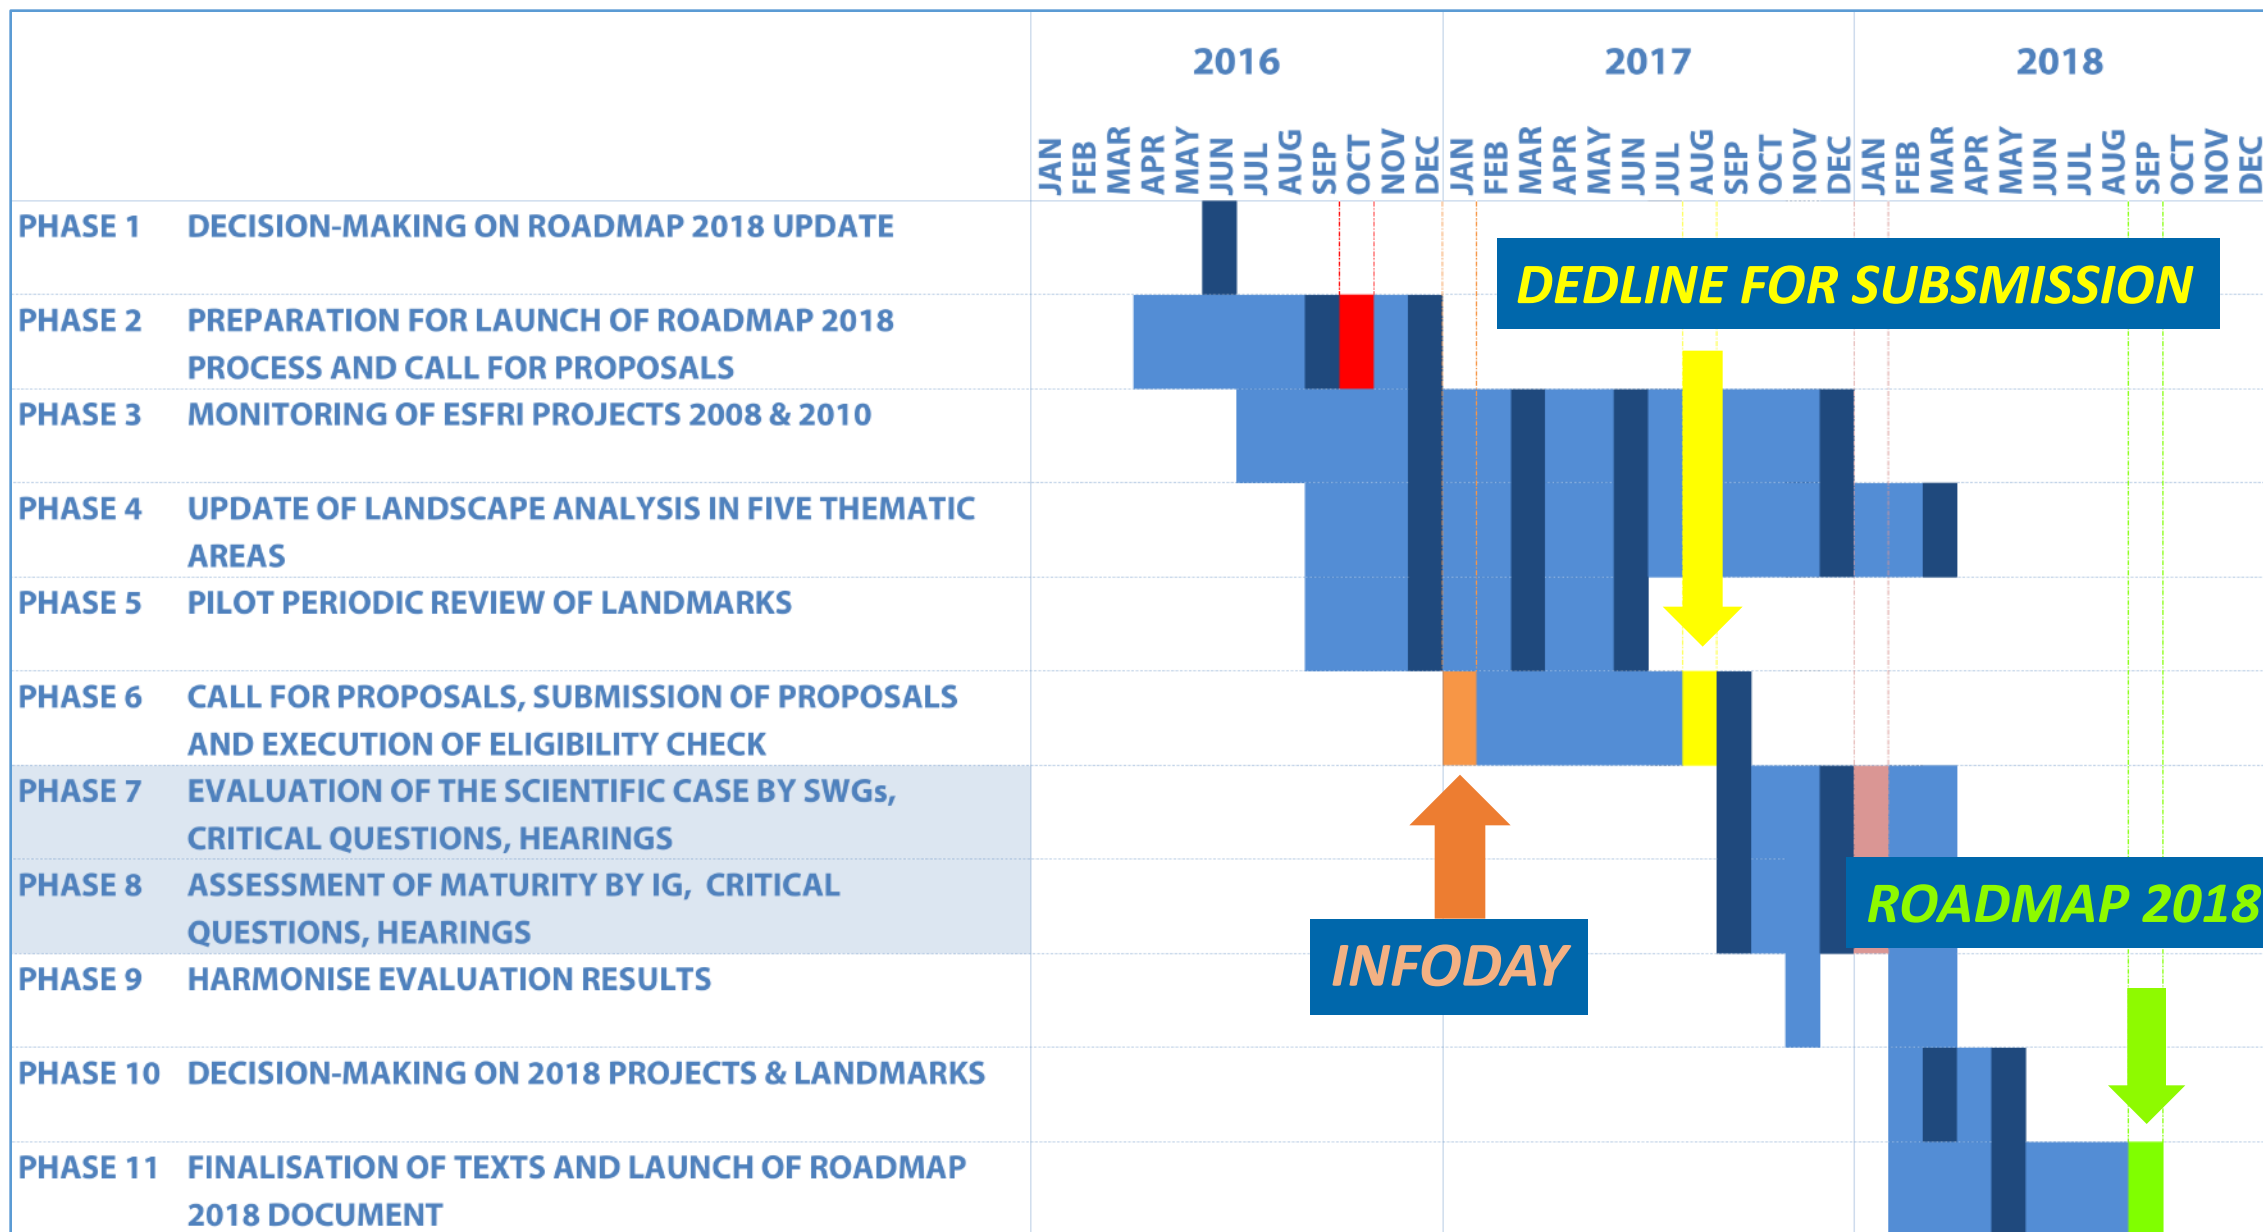 2016 2017 2018
JAN FEB MAR APR MAY JUN JUL AUG SEP OCT NOV DEC JAN FEB MAR APR MAY JUN JUL AUG SEP OCT NOV DEC JAN FEB MAR APR MAY JUN JUL AUG SEP OCT NOV DEC
PHASE 1 DECISION-MAKING ON ROADMAP 2018 UPDATE
DEDLINE FOR SUBSMISSION
PHASE 2 PREPARATION FOR LAUNCH OF ROADMAP 2018
PROCESS AND CALL FOR PROPOSALS
PHASE 3 MONITORING OF ESFRI PROJECTS 2008 & 2010
PHASE 4 UPDATE OF LANDSCAPE ANALYSIS IN FIVE THEMATIC
AREAS
PHASE 5 PILOT PERIODIC REVIEW OF LANDMARKS
PHASE 6 CALL FOR PROPOSALS, SUBMISSION OF PROPOSALS
AND EXECUTION OF ELIGIBILITY CHECK
PHASE 7 EVALUATION OF THE SCIENTIFIC CASE BY SWGs,
CRITICAL QUESTIONS, HEARINGS
PHASE 8 ASSESSMENT OF MATURITY BY IG, CRITICAL
QUESTIONS, HEARINGS
ROADMAP 2018
INFODAY
PHASE 9 HARMONISE EVALUATION RESULTS
PHASE 10 DECISION-MAKING ON 2018 PROJECTS & LANDMARKS
PHASE 11 FINALISATION OF TEXTS AND LAUNCH OF ROADMAP
2018 DOCUMENT